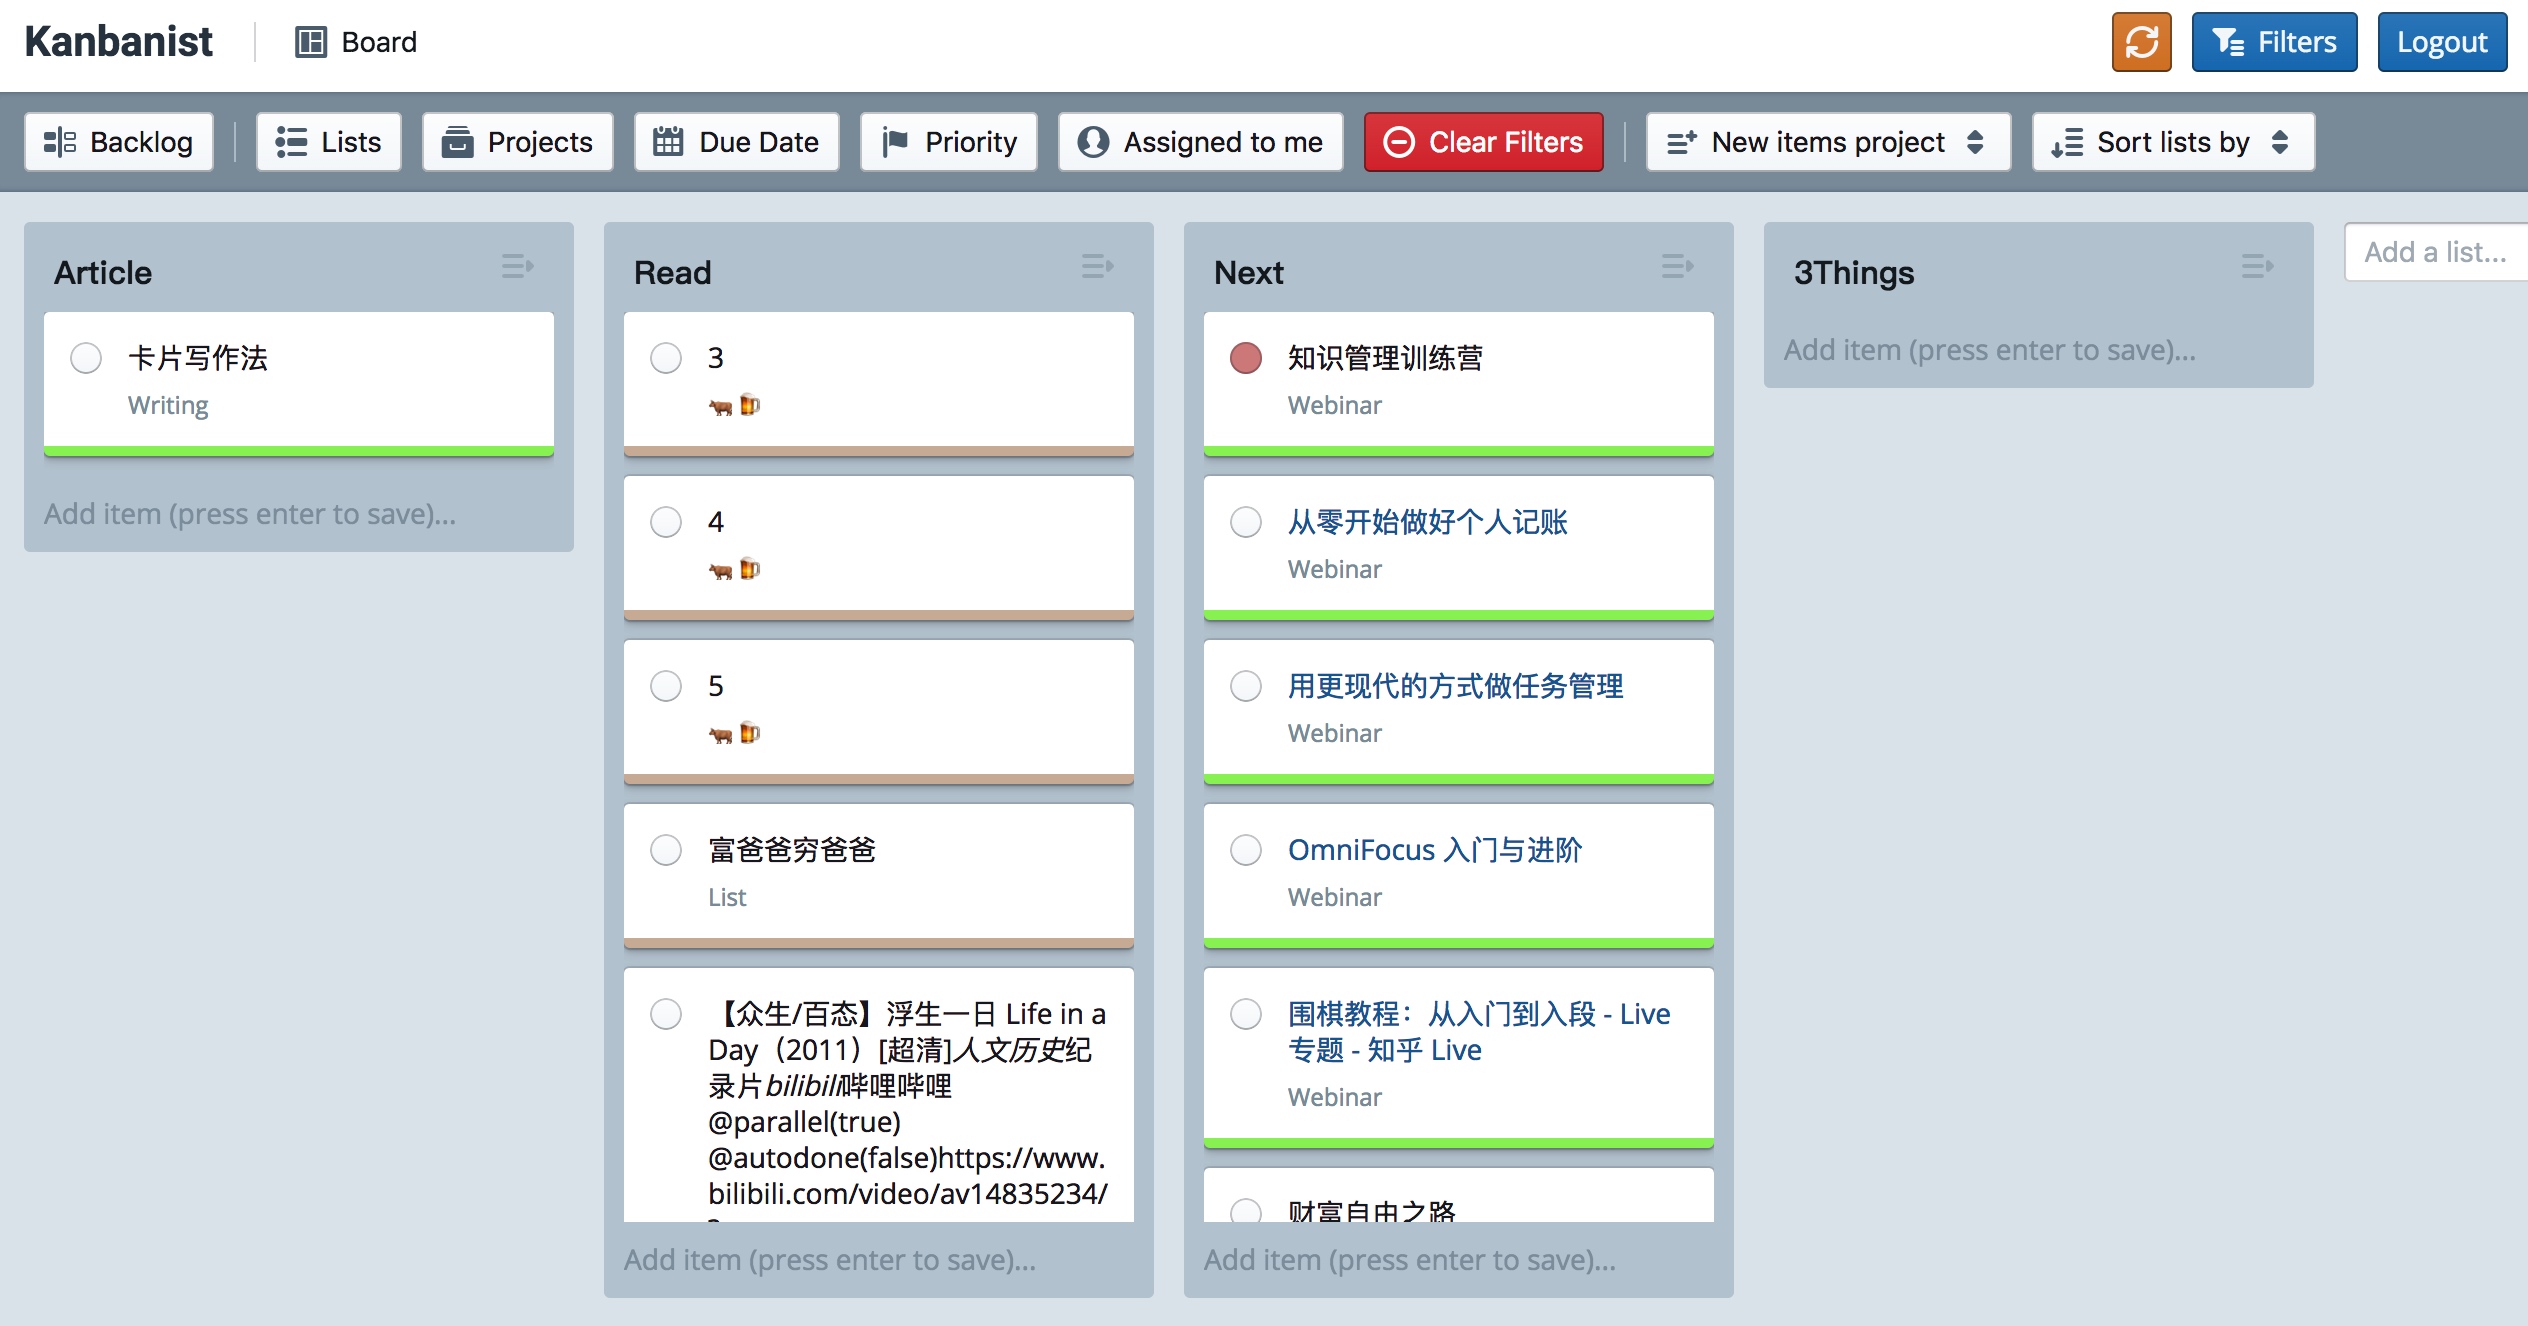 Kanbanist
Board
Filters
Logout
Backlog
Lists
Projects
Due Date
Priority
Assigned to me
Clear Filters
New items project
Sort lists by
Article
卡片写作法
Writing
Add item (press enter to save)...
Read
3
🐂🍺
4
🐂🍺
5
🐂🍺
富爸爸穷爸爸
List
【众生/百态】浮生一日 Life in a
Day（2011）[超清]人文历史纪
录片bilibili哔哩哔哩
@parallel(true)
@autodone(false)https://www.
bilibili.com/video/av14835234/
Add item (press enter to save)...
Next
知识管理训练营
Webinar
从零开始做好个人记账
Webinar
用更现代的方式做任务管理
Webinar
OmniFocus 入门与进阶
Webinar
围棋教程：从入门到入段 - Live
专题 - 知乎 Live
Webinar
财富自由之路
Add item (press enter to save)...
3Things
Add item (press enter to save)...
Add a list...